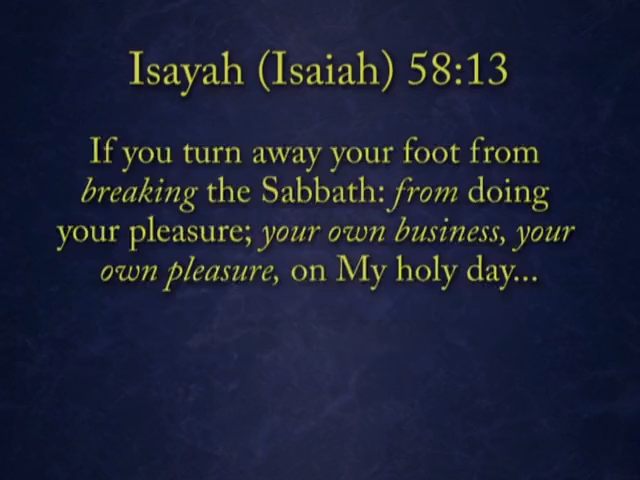 Isayah (Isaiah) 58:13
If you turn away your foot from
breaking the Sabbath: from doing
your pleasure; your own business, your
own pleasure, on My holy day...